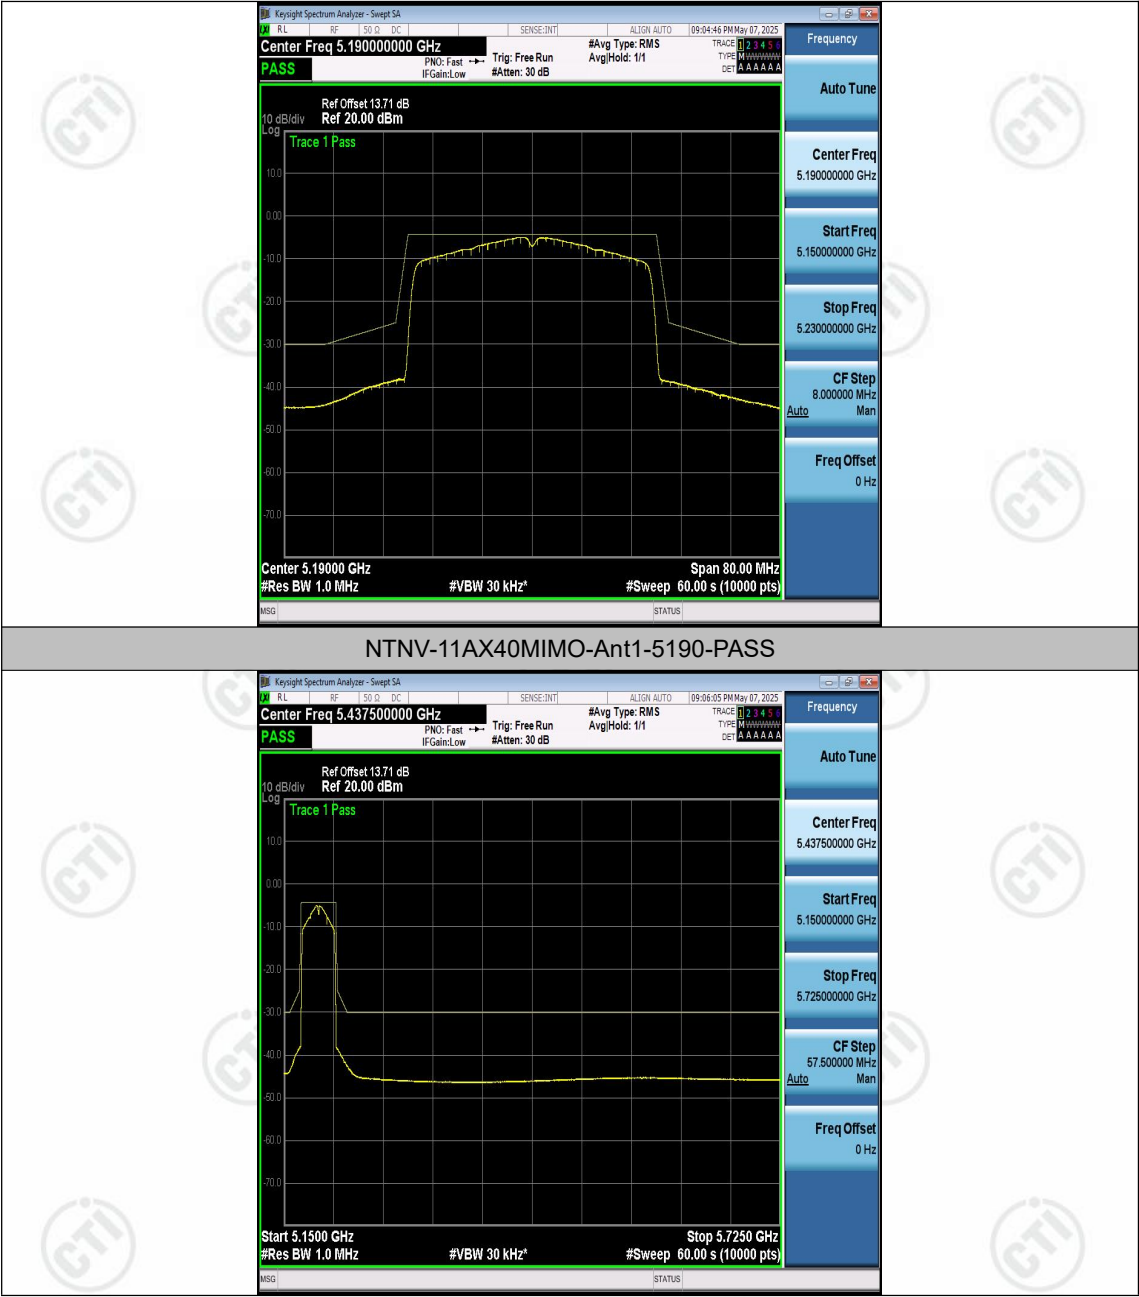 Keysight Spectrum Analyzer - Swept SA
RL RF 50 Ω DC SENSE:INT ALIGN AUTO 09:04:46 PM May 07, 2025
Center Freq 5.190000000 GHz
PASS
PNO: Fast
IFGain:Low
Trig: Free Run
#Atten: 30 dB
#Avg Type: RMS
Avg|Hold: 1/1
TRACE 1 2 3 4 5 6
TYPE M
DET A A A A A A
Frequency
Auto Tune
Center Freq
5.190000000 GHz
Start Freq
5.150000000 GHz
Stop Freq
5.230000000 GHz
CF Step
8.000000 MHz
Auto Man
Freq Offset
0 Hz
Ref Offset 13.71 dB
10 dB/div Ref 20.00 dBm
Log
Trace 1 Pass
10.0
0.00
-10.0
-20.0
-30.0
-40.0
-50.0
-60.0
-70.0
Center 5.19000 GHz Span 80.00 MHz
#Res BW 1.0 MHz #VBW 30 kHz* #Sweep 60.00 s (10000 pts)
MSG STATUS
NTNV-11AX40MIMO-Ant1-5190-PASS
Keysight Spectrum Analyzer - Swept SA
RL RF 50 Ω DC SENSE:INT ALIGN AUTO 09:06:05 PM May 07, 2025
Center Freq 5.437500000 GHz
PASS
PNO: Fast
IFGain:Low
Trig: Free Run
#Atten: 30 dB
#Avg Type: RMS
Avg|Hold: 1/1
TRACE 1 2 3 4 5 6
TYPE M
DET A A A A A A
Frequency
Auto Tune
Center Freq
5.437500000 GHz
Start Freq
5.150000000 GHz
Stop Freq
5.725000000 GHz
CF Step
57.500000 MHz
Auto Man
Freq Offset
0 Hz
Ref Offset 13.71 dB
10 dB/div Ref 20.00 dBm
Log
Trace 1 Pass
10.0
0.00
-10.0
-20.0
-30.0
-40.0
-50.0
-60.0
-70.0
Start 5.1500 GHz Stop 5.7250 GHz
#Res BW 1.0 MHz #VBW 30 kHz* #Sweep 60.00 s (10000 pts)
MSG STATUS
CTI
CTI
CTI
CTI
CTI
CTI
CTI
CTI
CTI
CTI